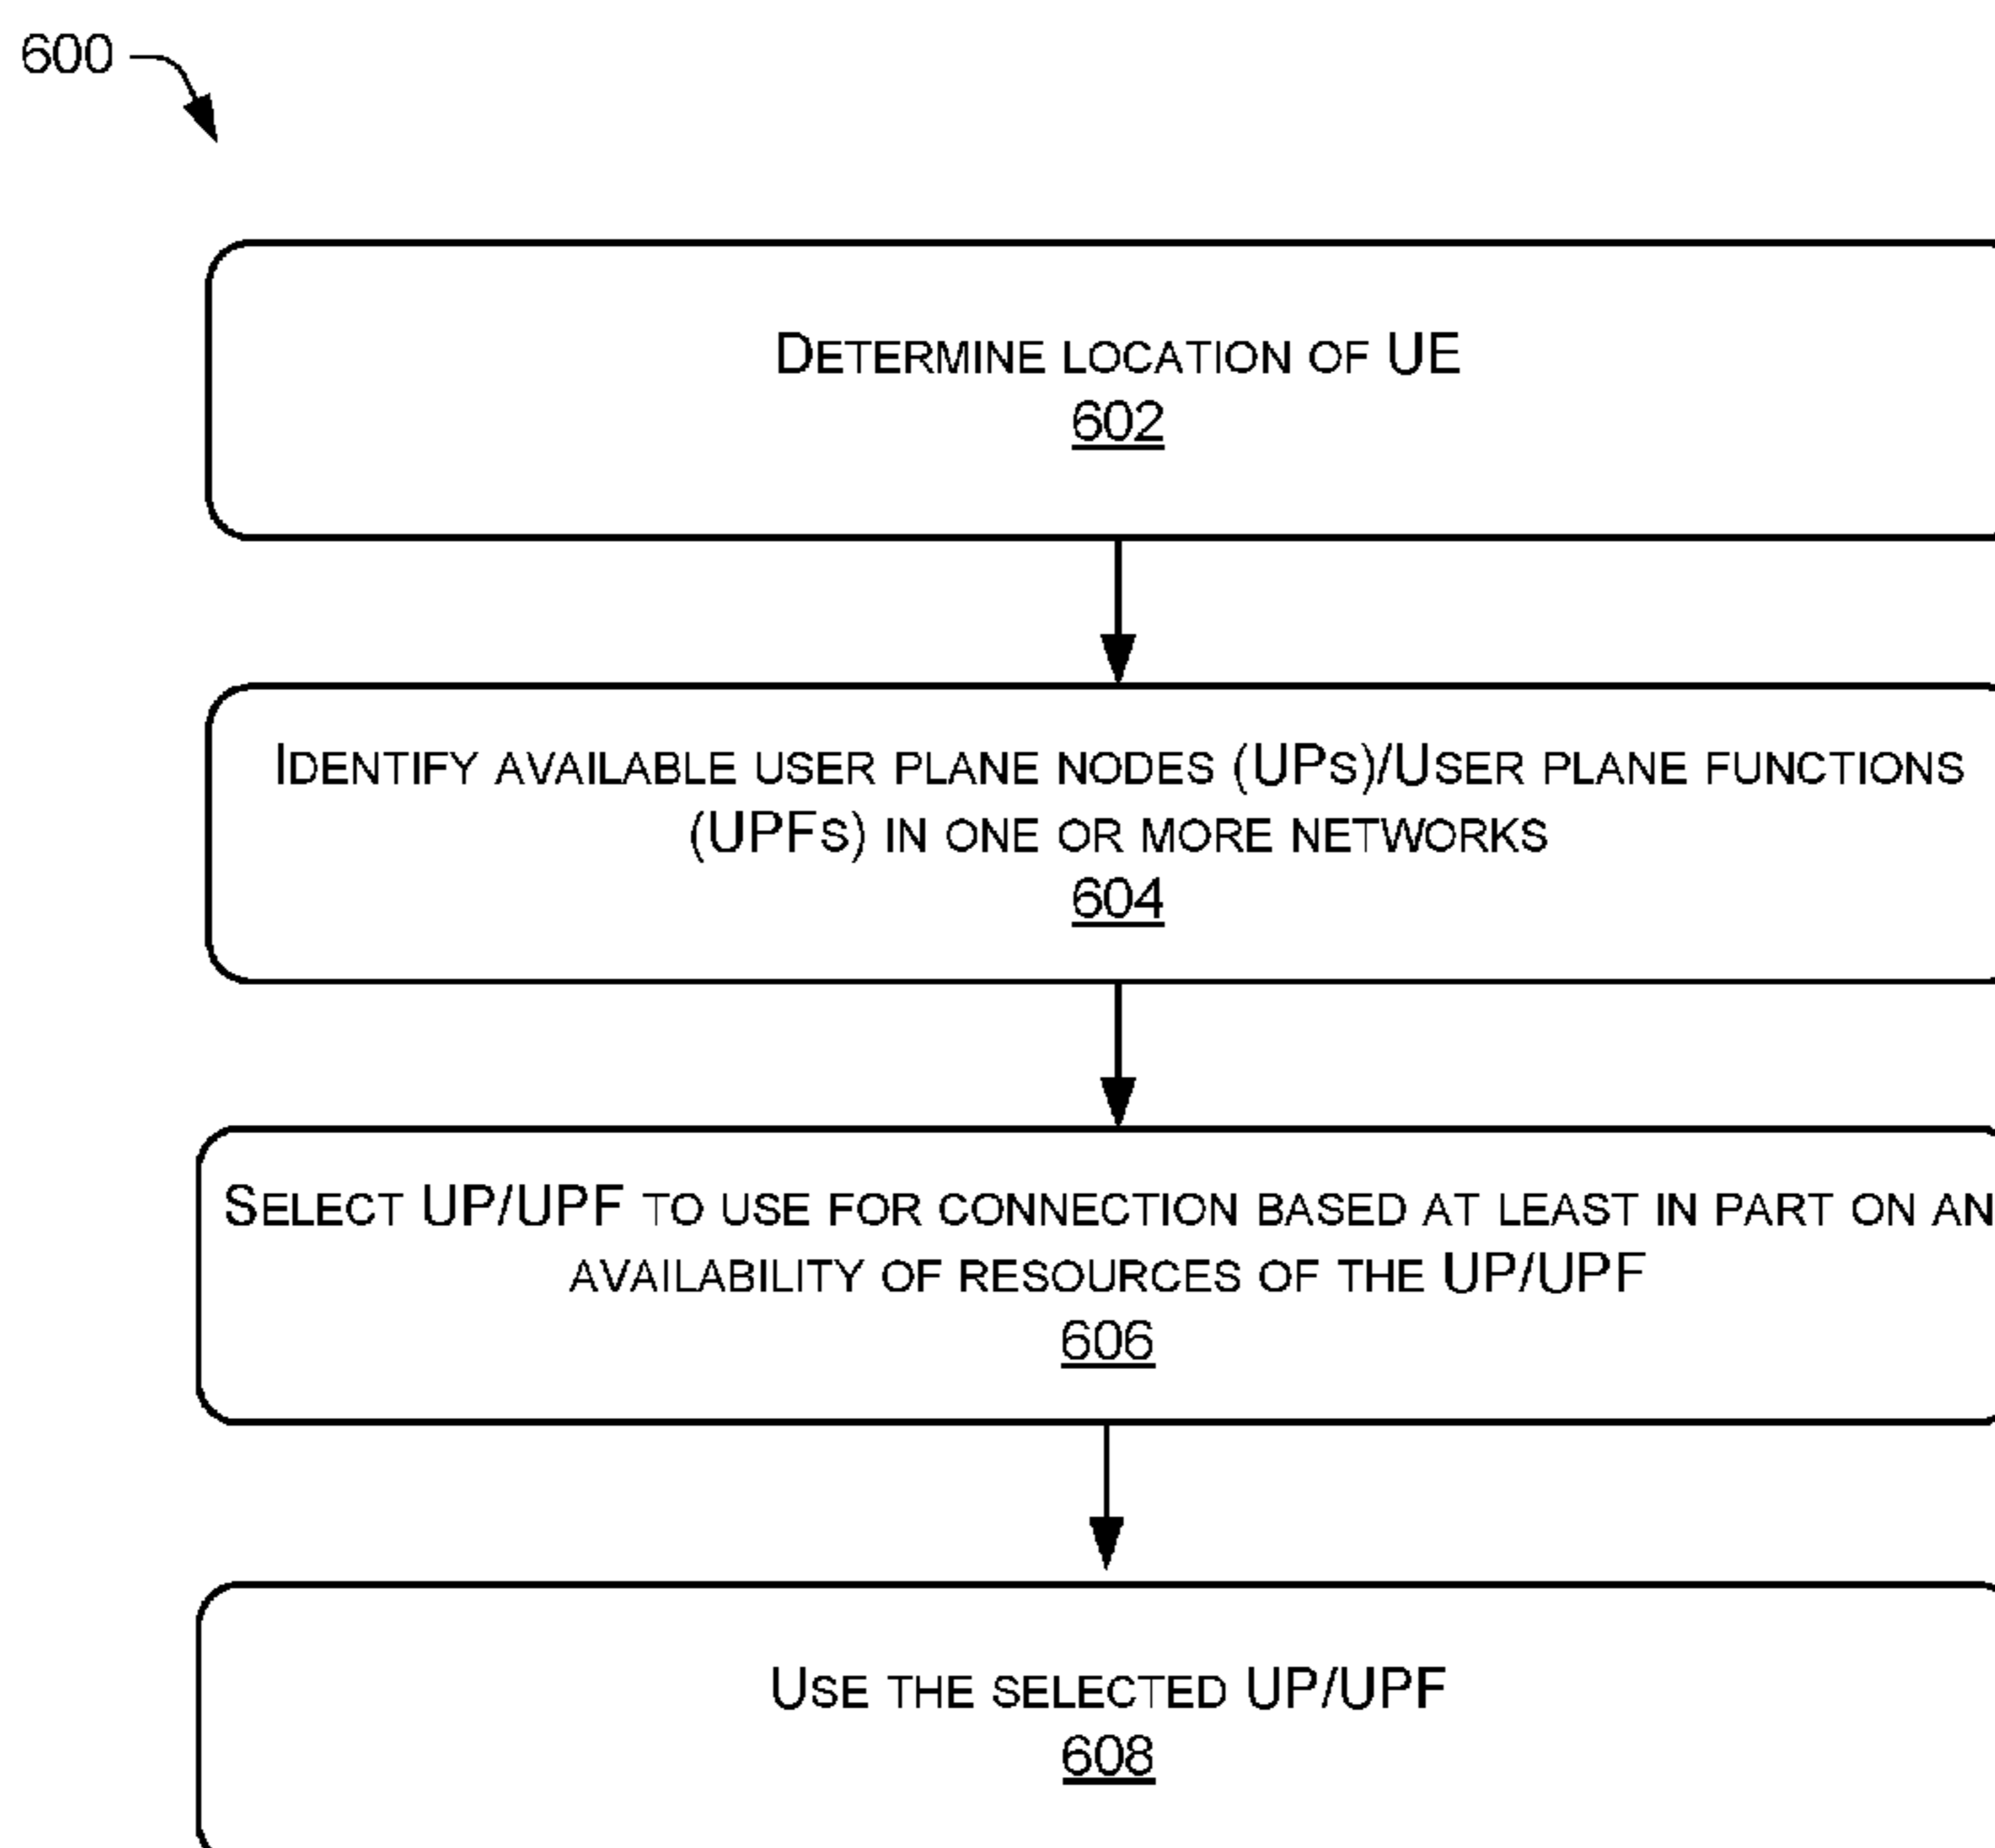 600
DETERMINE LOCATION OF UE
602
IDENTIFY AVAILABLE USER PLANE NODES (UPS)/USER PLANE FUNCTIONS
(UPFS) IN ONE OR MORE NETWORKS
604
SELECT UP/UPF TO USE FOR CONNECTION BASED AT LEAST IN PART ON AN
AVAILABILITY OF RESOURCES OF THE UP/UPF
606
USE THE SELECTED UP/UPF
608